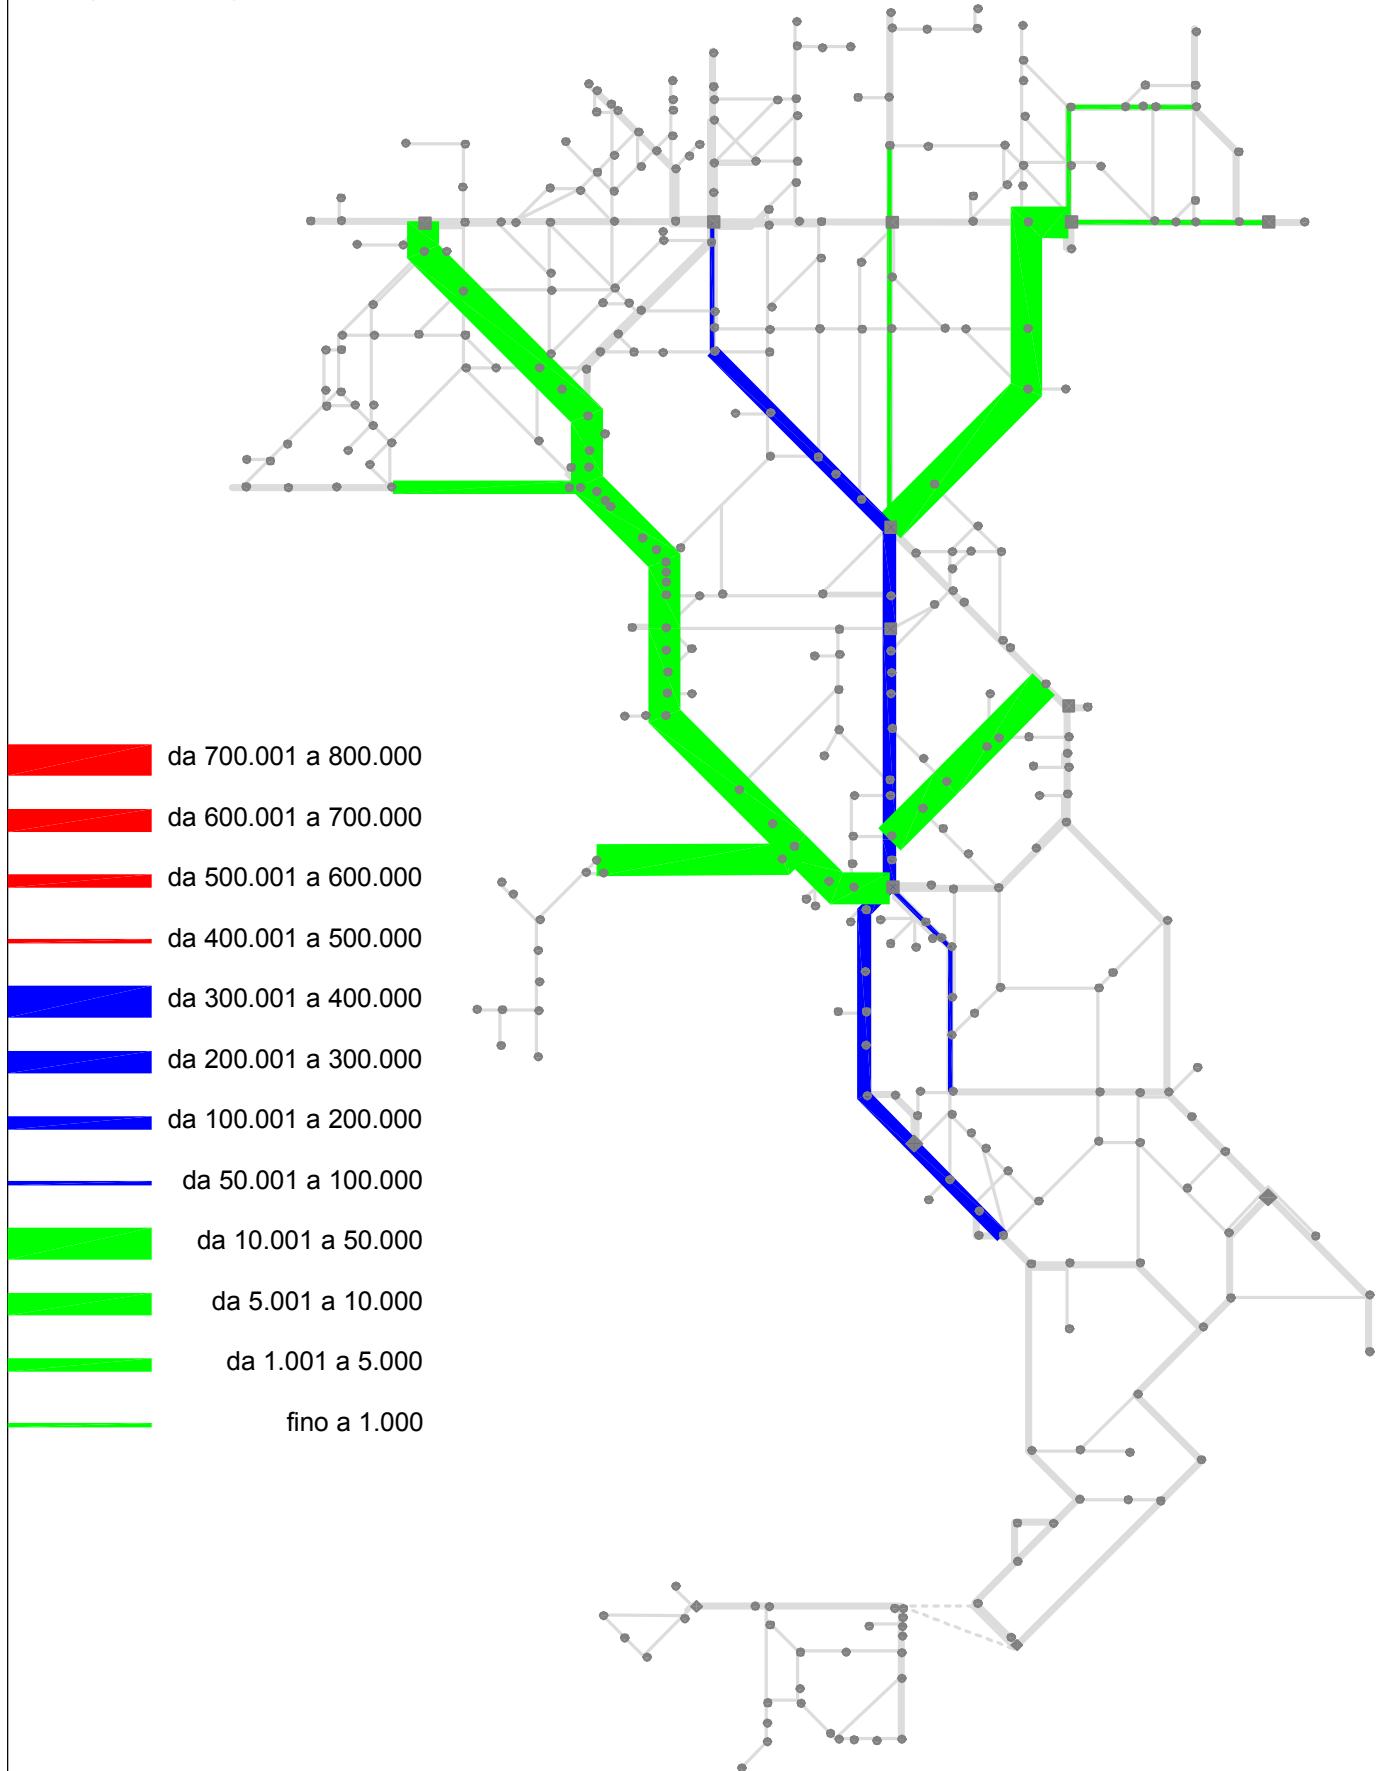 da 700.001 a 800.000
da 600.001 a 700.000
da 500.001 a 600.000
da 400.001 a 500.000
da 300.001 a 400.000
da 200.001 a 300.000
da 100.001 a 200.000
da 50.001 a 100.000
da 10.001 a 50.000
da 5.001 a 10.000
da 1.001 a 5.000
fino a 1.000